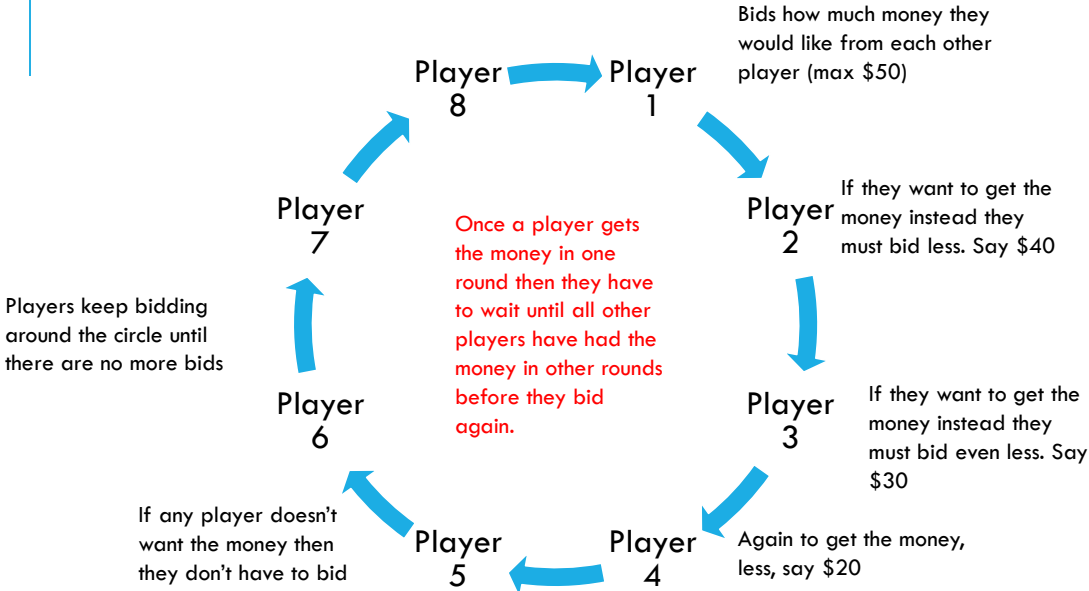 Bids how much money they
would like from each other
player (max $50)
Player
8
Player
1
Player
7
Player
2
If they want to get the
money instead they
must bid less. Say $40
Once a player gets
the money in one
round then they have
to wait until all other
players have had the
money in other rounds
before they bid
again.
Players keep bidding
around the circle until
there are no more bids
Player
6
Player
3
If they want to get the
money instead they
must bid even less. Say
$30
If any player doesn’t
want the money then
they don’t have to bid
Player
5
Player
4
Again to get the money,
less, say $20